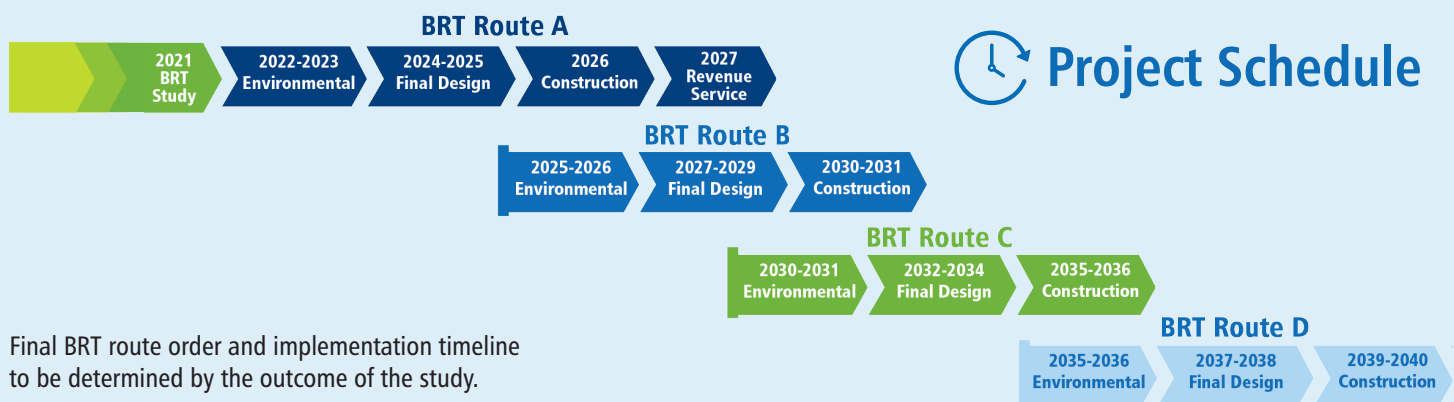 BRT Route A
2021
BRT
Study
2022-2023
Environmental
2024-2025
Final Design
2026
Construction
2027
Revenue
Service
Project Schedule
BRT Route B
2025-2026
Environmental
2027-2029
Final Design
2030-2031
Construction
BRT Route C
2030-2031
Environmental
2032-2034
Final Design
2035-2036
Construction
BRT Route D
2035-2036
Environmental
2037-2038
Final Design
2039-2040
Construction
Final BRT route order and implementation timeline
to be determined by the outcome of the study.